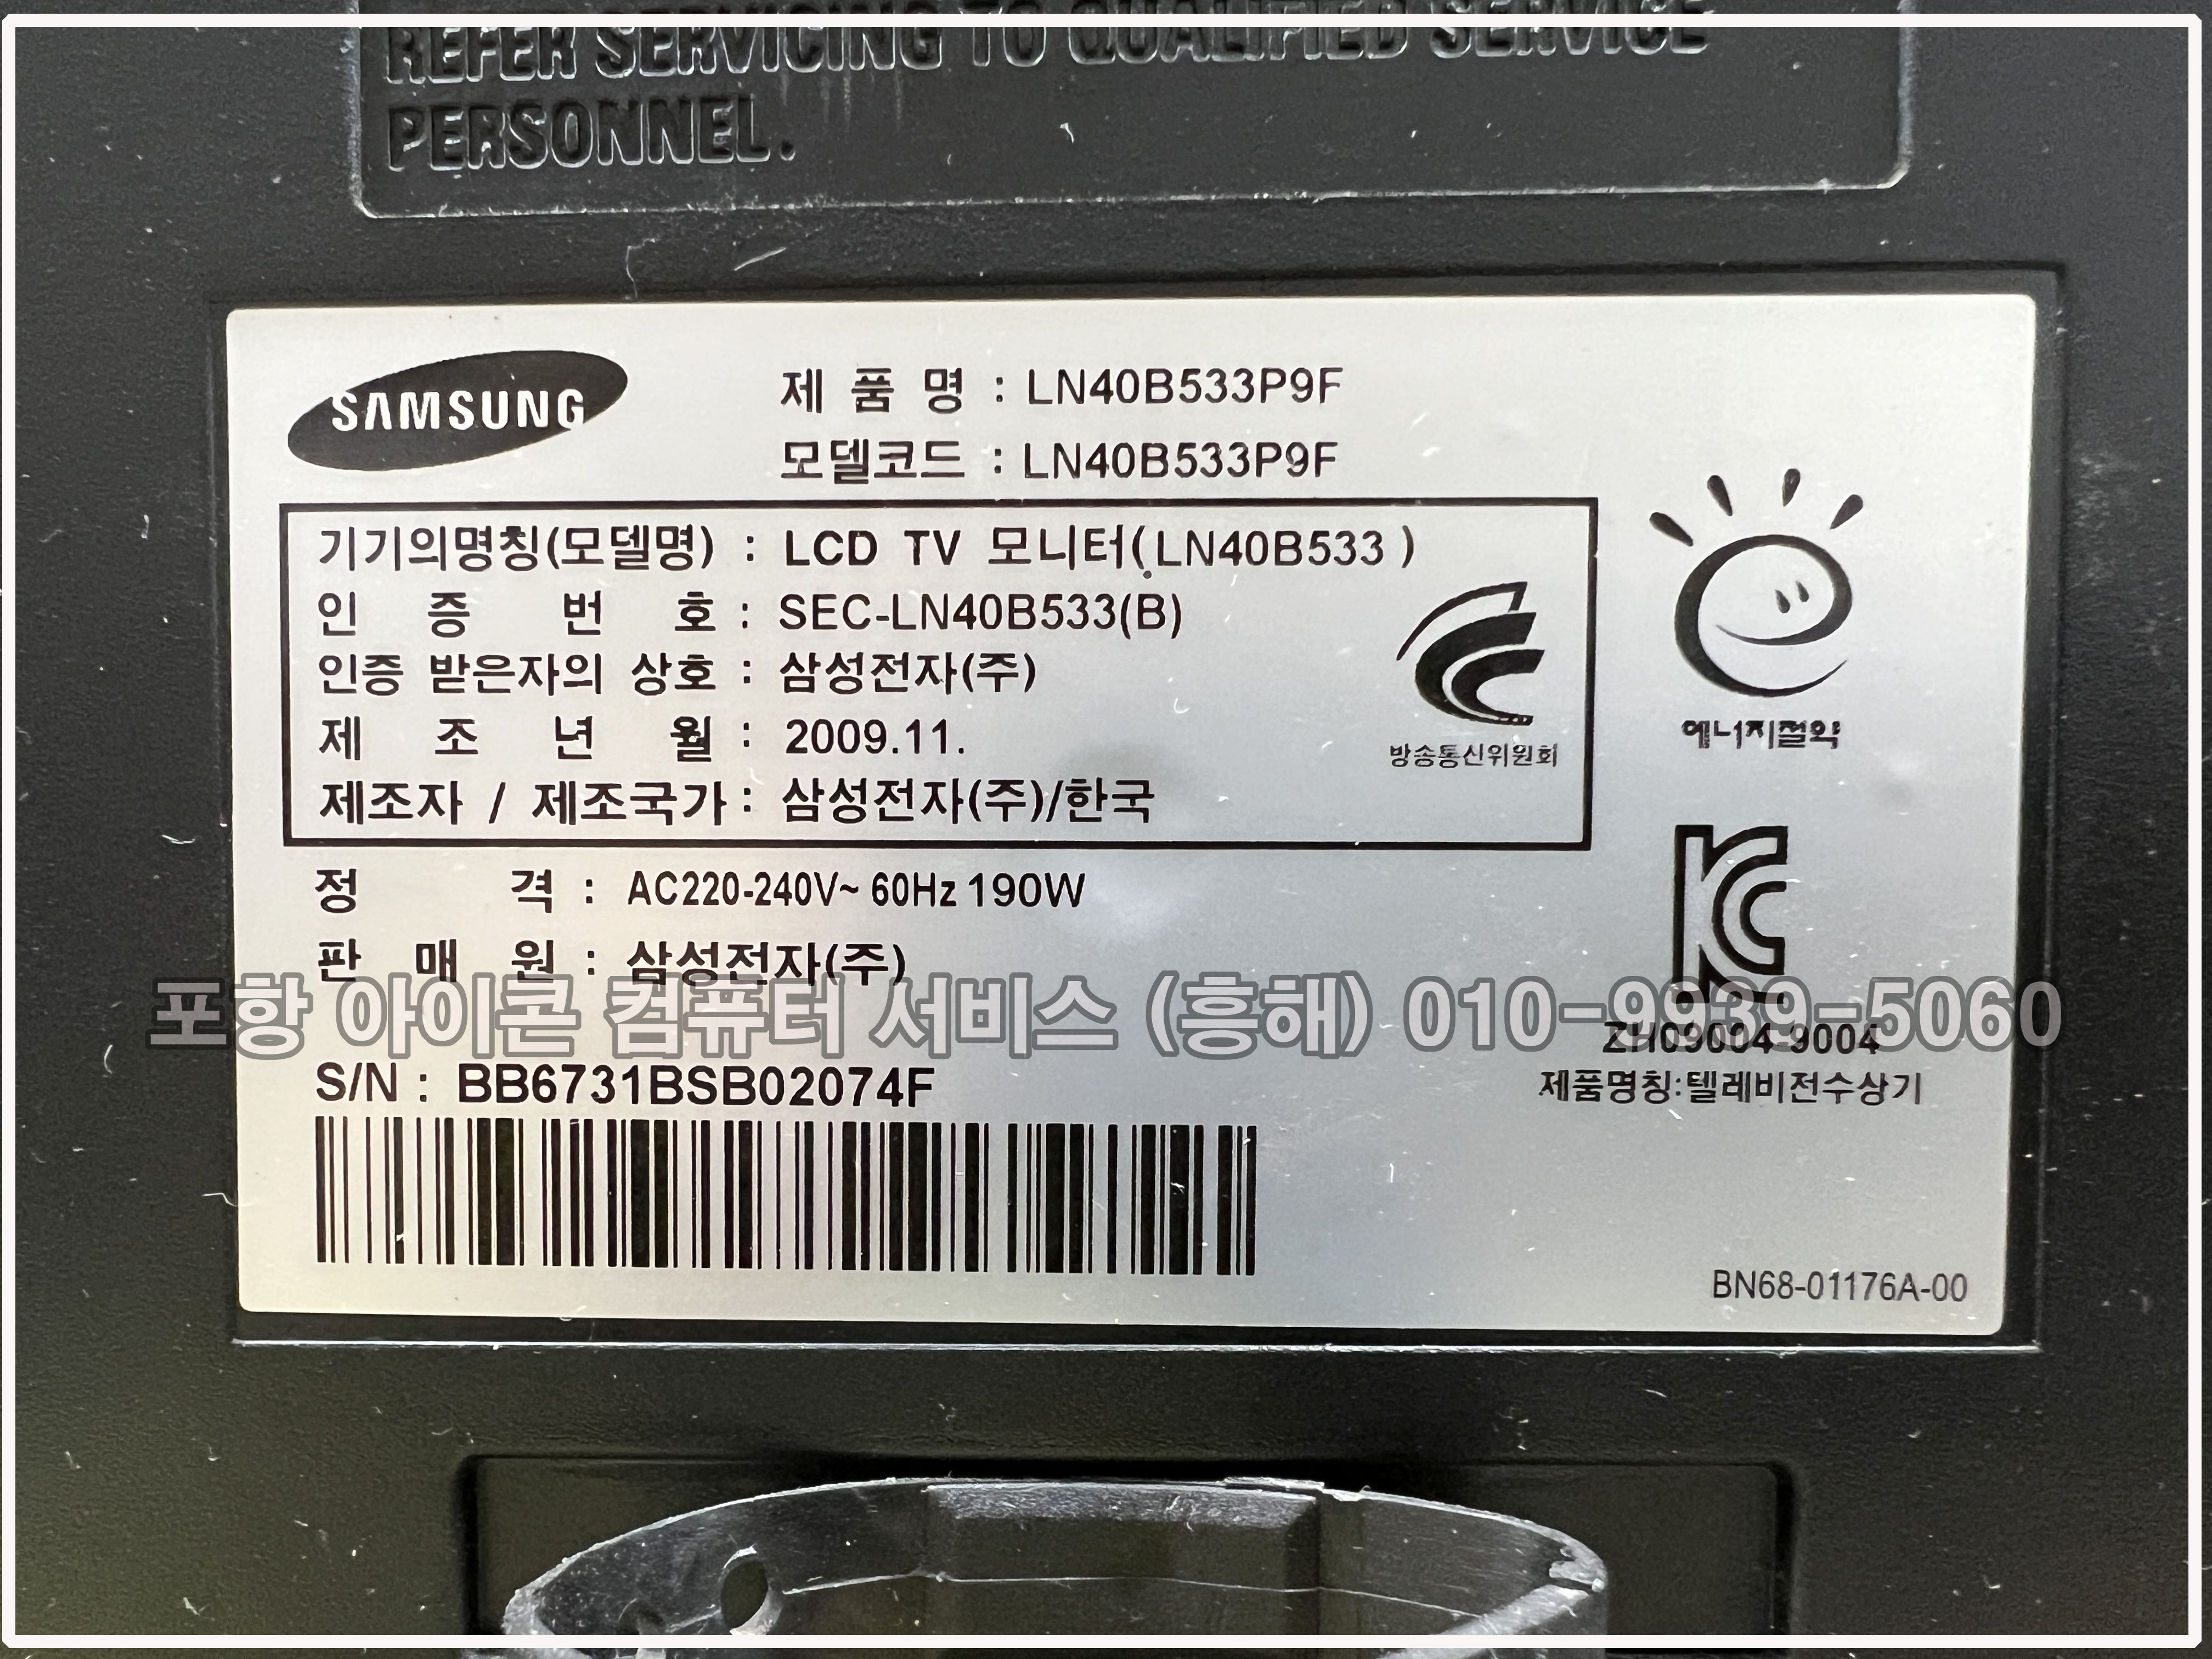 REFER SERVICING TO QUALIFIED SERVICE
PERSONNEL.
SAMSUNG
제 품 명 : LN40B533P9F
모델코드 : LN40B533P9F
기기의명칭(모델명) : LCD TV 모니터(LN40B533 )
인 증 번 호 : SEC-LN40B533(B)
인증 받은자의 상호 : 삼성전자(주)
제 조 년 월 : 2009.11.
제조자 / 제조국가 : 삼성전자(주)/한국
방송통신위원회
에너지절약
정 격 : AC220-240V~ 60Hz 190W
판 매 원 : 삼성전자(주)
포항 아이콘 컴퓨터 서비스 (흥해) 010-9939-5060
ZH09004-9004
제품명칭:텔레비전수상기
S/N : BB6731BSB02074F
BN68-01176A-00